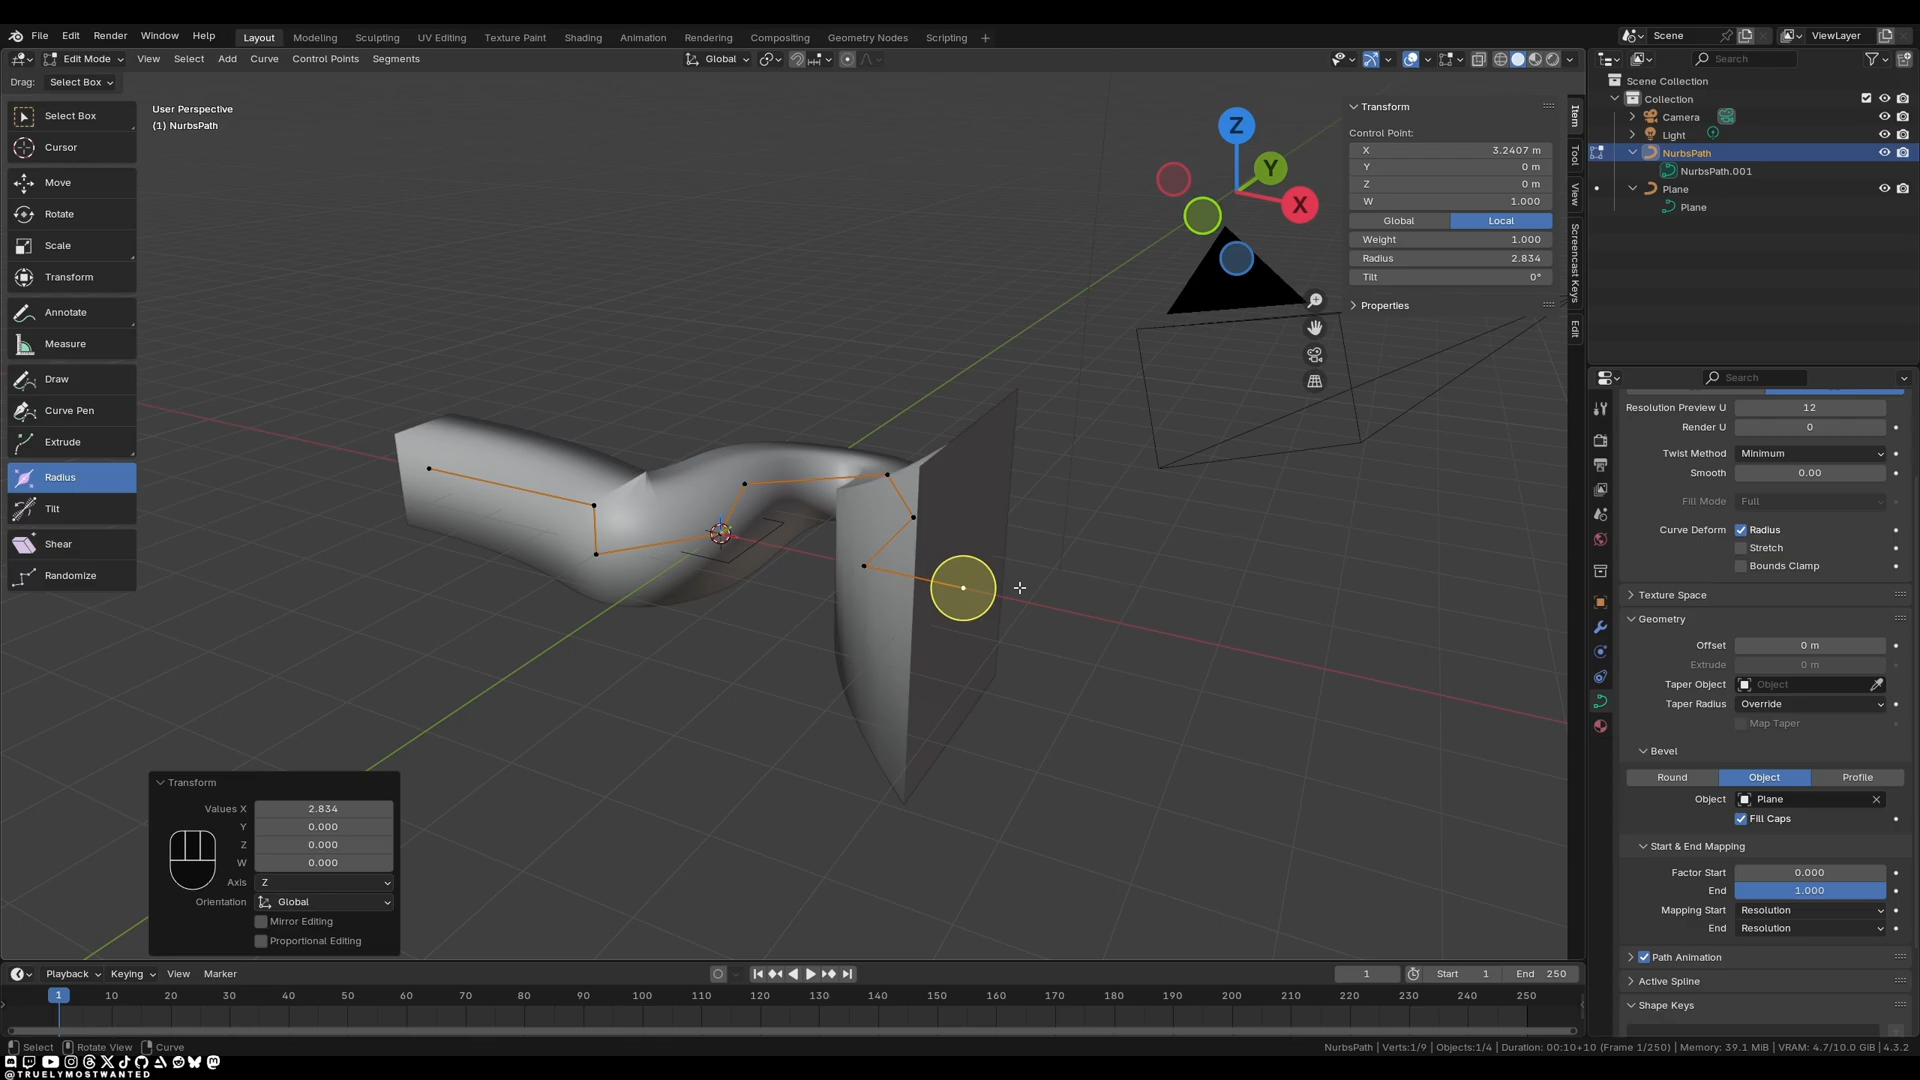 File Edit Render Window Help Layout Modeling Sculpting UV Editing Texture Paint Shading Animation Rendering Compositing Geometry Nodes Scripting
Scene
ViewLayer
Edit Mode View Select Add Curve Control Points Segments
Global
Search
Drag: Select Box
Select Box
Cursor
Move
Rotate
Scale
Transform
Annotate
Measure
Draw
Curve Pen
Extrude
Radius
Tilt
Shear
Randomize
User Perspective
(1) NurbsPath
Z
Y
X
Transform
Control Point:
X 3.2407 m
Y 0 m
Z 0 m
W 1.000
Global Local
Weight 1.000
Radius 2.834
Tilt 0°
Properties
Item
Tool
View
Screencast Keys
Edit
Scene Collection
Collection
Camera
Light
NurbsPath
NurbsPath.001
Plane
Plane
Search
Resolution Preview U 12
Render U 0
Twist Method Minimum
Smooth 0.00
Fill Mode Full
Curve Deform Radius
Stretch
Bounds Clamp
Texture Space
Geometry
Offset 0 m
Extrude 0 m
Taper Object Object
Taper Radius Override
Map Taper
Bevel
Round Object Profile
Object Plane
Fill Caps
Start & End Mapping
Factor Start 0.000
End 1.000
Mapping Start Resolution
End Resolution
Path Animation
Active Spline
Shape Keys
Transform
Values X 2.834
Y 0.000
Z 0.000
W 0.000
Axis Z
Orientation Global
Mirror Editing
Proportional Editing
Playback Keying View Marker
1 Start 1 End 250
1 10 20 30 40 50 60 70 80 90 100 110 120 130 140 150 160 170 180 190 200 210 220 230 240 250
Select Rotate View Curve
NurbsPath | Verts:1/9 | Objects:1/4 | Duration: 00:10+10 (Frame 1/250) | Memory: 39.1 MiB | VRAM: 4.7/10.0 GiB | 4.3.2
@TRUELYMOSTWANTED